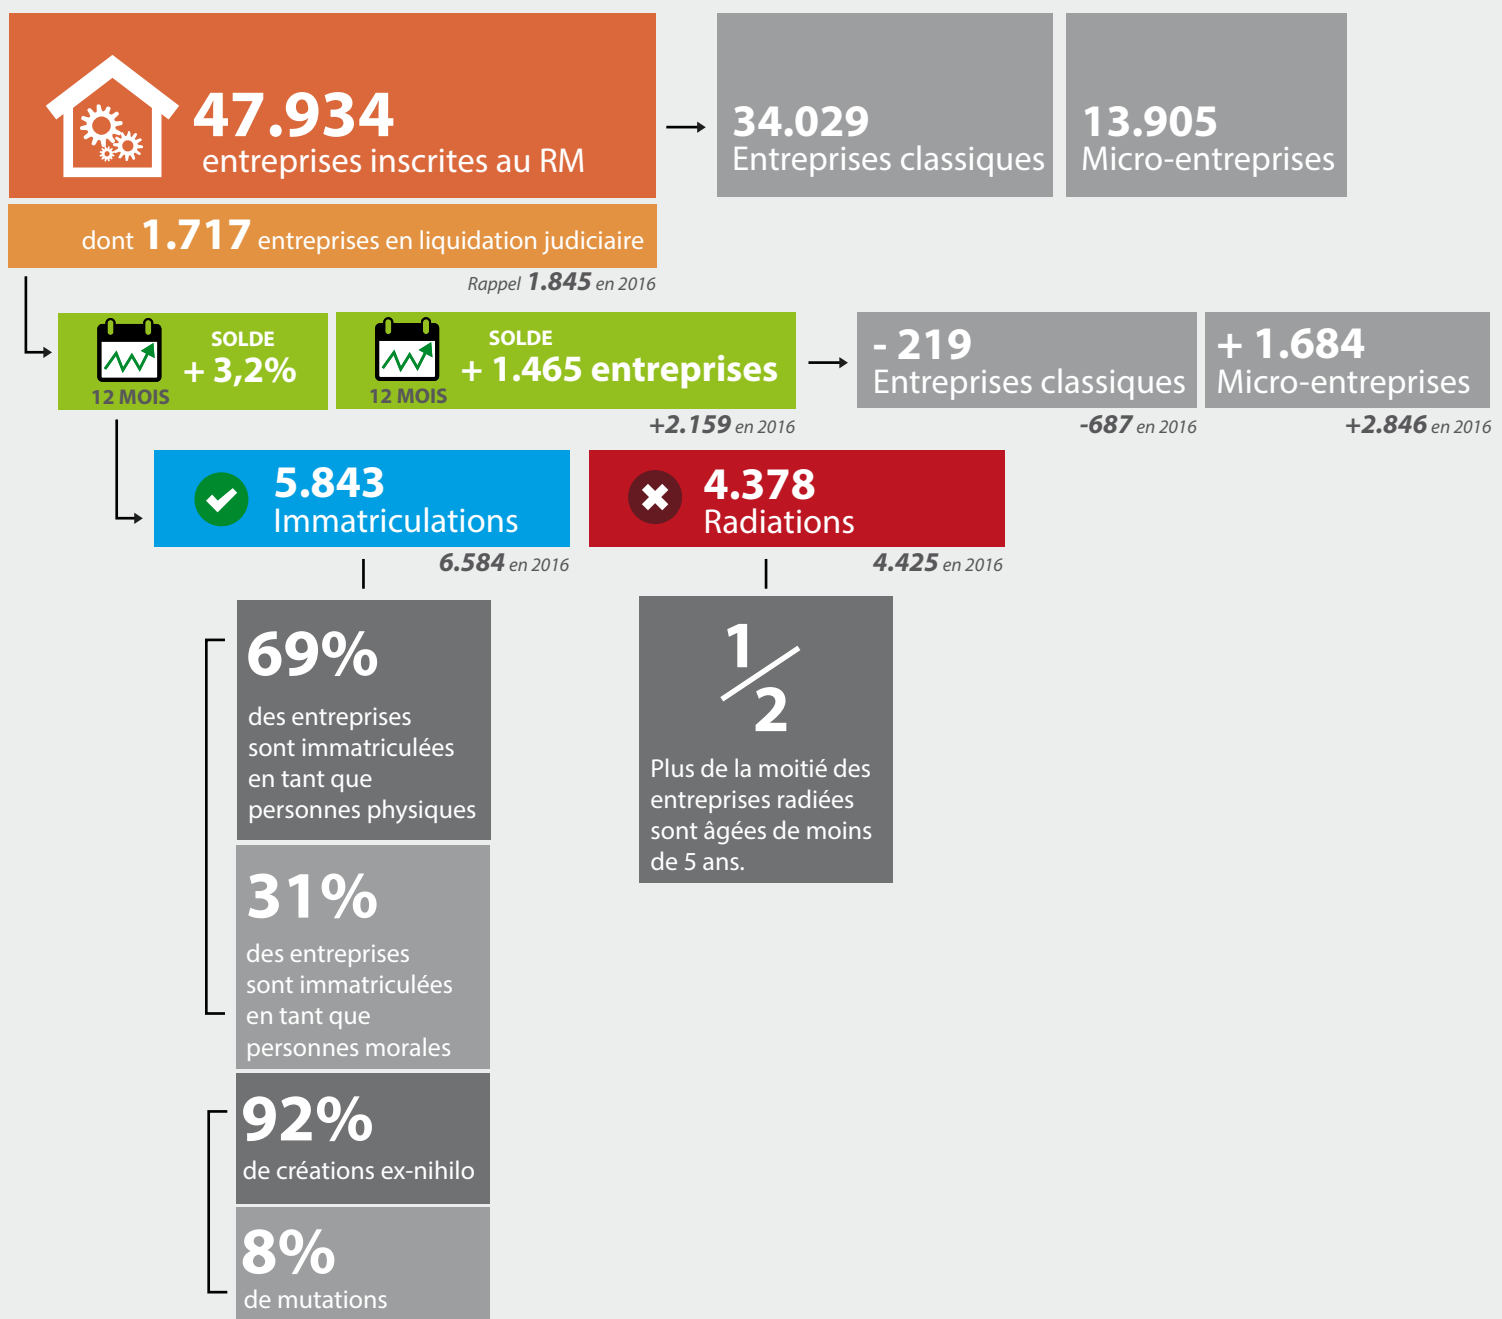 47.934
entreprises inscrites au RM
34.029
Entreprises classiques
13.905
Micro-entreprises
dont 1.717 entreprises en liquidation judiciaire
Rappel 1.845 en 2016
12 MOIS
SOLDE
+ 3,2%
12 MOIS
SOLDE
+ 1.465 entreprises
+2.159 en 2016
- 219
Entreprises classiques
-687 en 2016
+ 1.684
Micro-entreprises
+2.846 en 2016
5.843
Immatriculations
6.584 en 2016
4.378
Radiations
4.425 en 2016
69%
des entreprises
sont immatriculées
en tant que
personnes physiques
31%
des entreprises
sont immatriculées
en tant que
personnes morales
92%
de créations ex-nihilo
8%
de mutations
1/2
Plus de la moitié des
entreprises radiées
sont âgées de moins
de 5 ans.